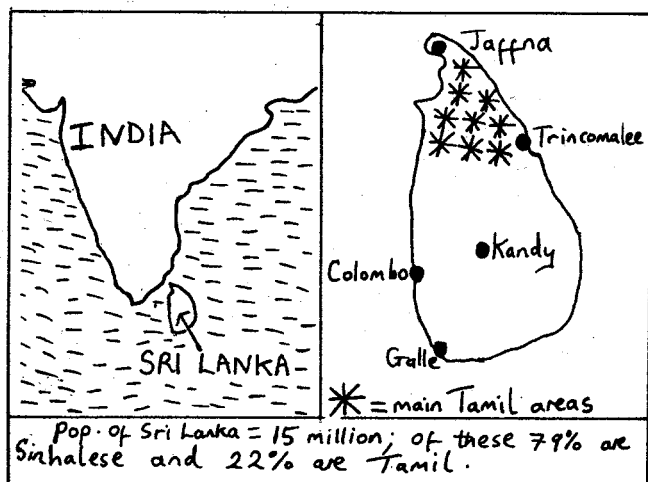 INDIA
SRI LANKA
Jaffna
Trincomalee
Kandy
Colombo
Galle
= main Tamil areas
Pop. of Sri Lanka = 15 million; of these 79% are
Sinhalese and 22% are Tamil.